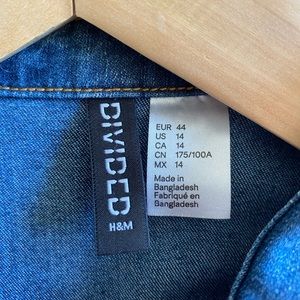 DIVIDED
H&M
EUR 44
US 14
CA 14
CN 175/100A
MX 14
Made in
Bangladesh
Fabriqué en
Bangladesh